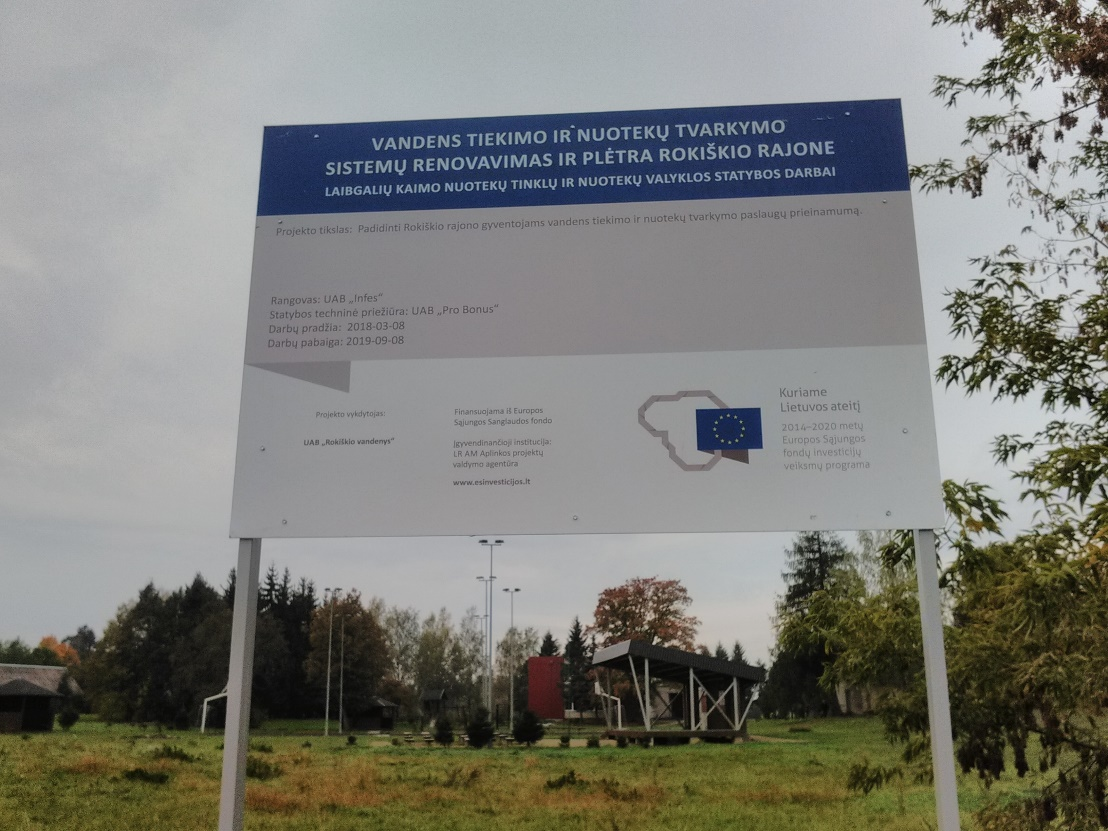 VANDENS TIEKIMO IR NUOTEKŲ TVARKYMO
SISTEMŲ RENOVAVIMAS IR PLĖTRA ROKIŠKIO RAJONE
LAIBGALIŲ KAIMO NUOTEKŲ TINKLŲ IR NUOTEKŲ VALYKLOS STATYBOS DARBAI
Projekto tikslas: Padidinti Rokiškio rajono gyventojams vandens tiekimo ir nuotekų tvarkymo paslaugų prieinamumą.
Rangovas: UAB „Infes“
Statybos techninė priežiūra: UAB „Pro Bonus“
Darbų pradžia: 2018-03-08
Darbų pabaiga: 2019-09-08
Projekto vykdytojas:
UAB „Rokiškio vandenys“
Finansuojama iš Europos
Sąjungos Sanglaudos fondo
Įgyvendinančioji institucija:
LR AM Aplinkos projektų
valdymo agentūra
www.esinvesticijos.lt
Kuriame
Lietuvos ateitį
2014–2020 metų
Europos Sąjungos
fondų investicijų
veiksmų programa